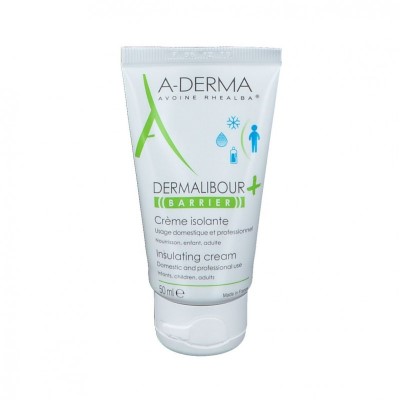 A-DERMA
AVOINE RHEALBA®
DERMALIBOUR+
((BARRIER))
Crème isolante
Usage domestique et professionnel
nourrisson, enfant, adulte
Insulating cream
Domestic and professional use
infants, children, adults
50 ml ℮
Made in France